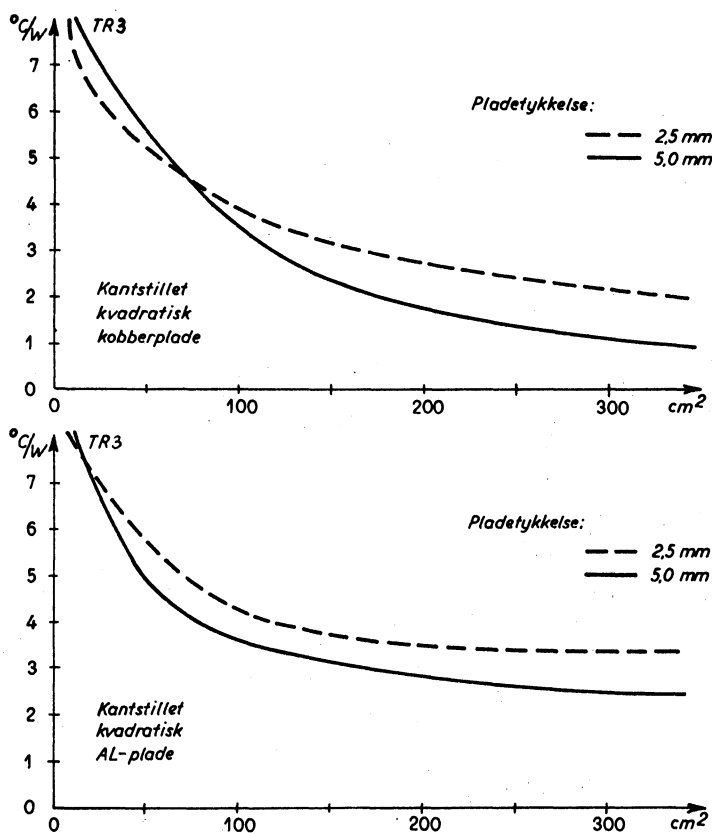 °C/W
TR3
7
6
5
4
3
2
1
0
Pladetykkelse:
2,5 mm
5,0 mm
Kantstillet
kvadratisk
kobberplade
0
100
200
300
cm²
°C/W
TR3
7
6
5
4
3
2
1
0
Pladetykkelse:
2,5 mm
5,0 mm
Kantstillet
kvadratisk
AL-plade
0
100
200
300
cm²